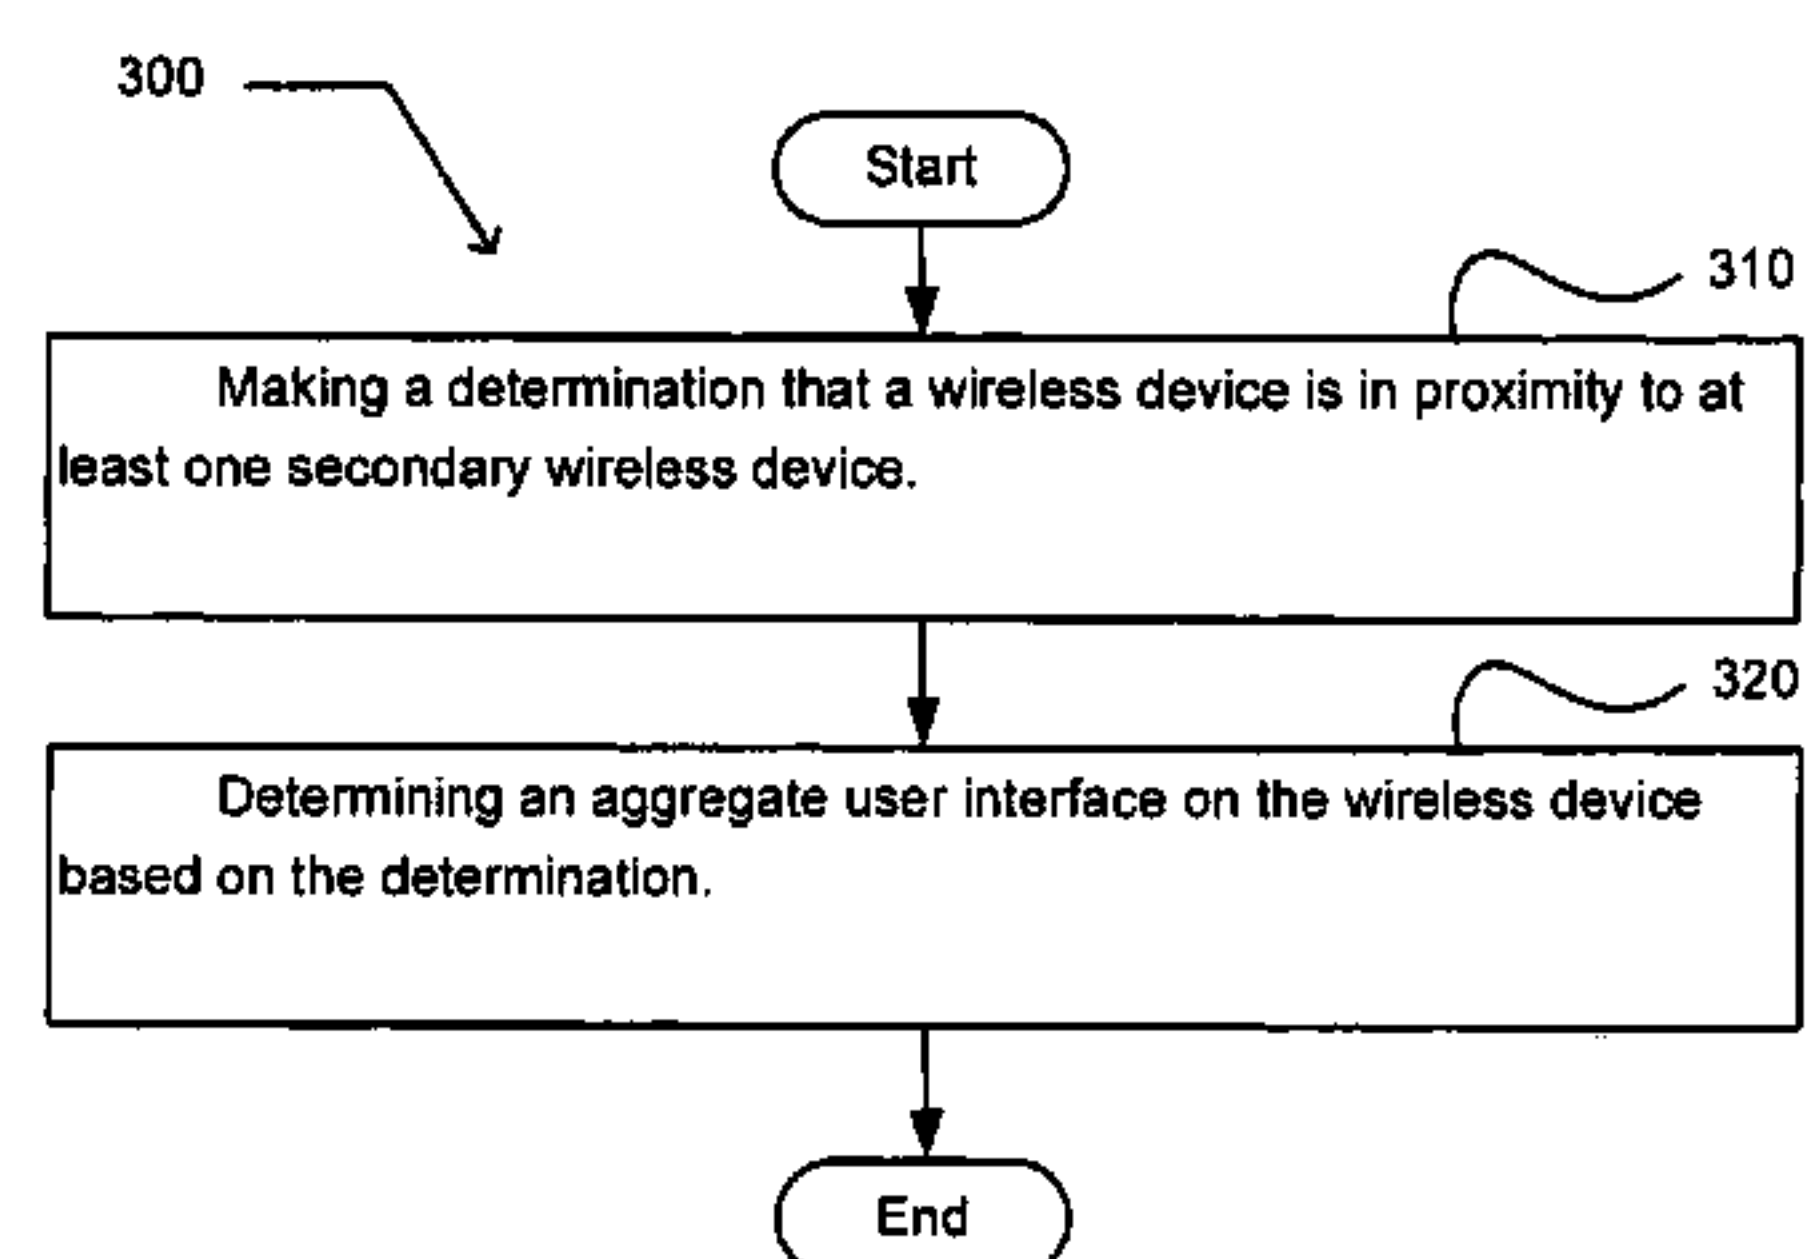 300
Start
310
Making a determination that a wireless device is in proximity to at
least one secondary wireless device.
320
Determining an aggregate user interface on the wireless device
based on the determination.
End